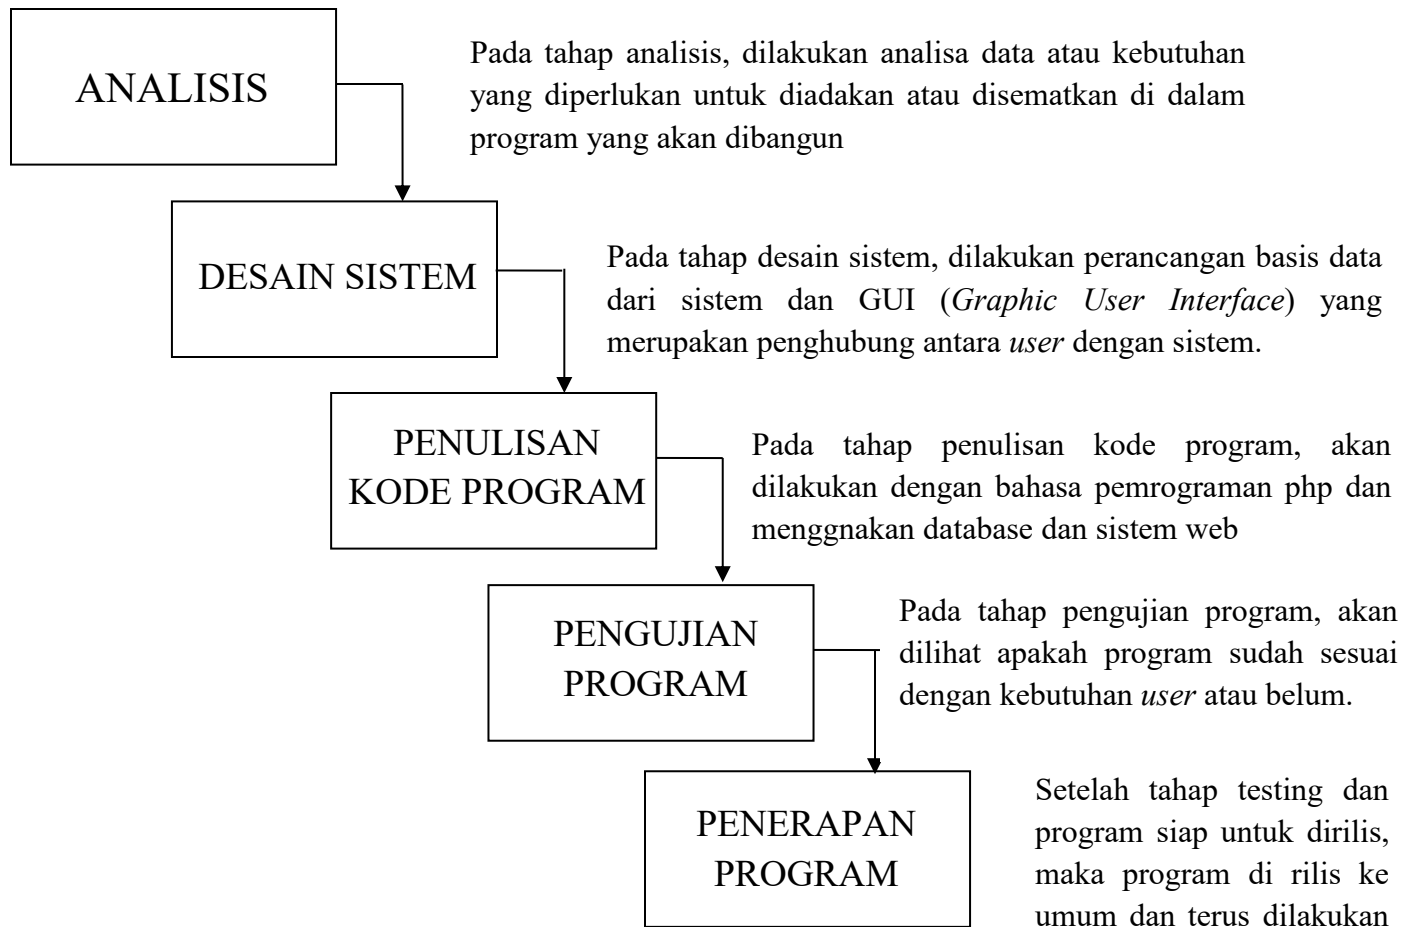 ANALISIS
Pada tahap analisis, dilakukan analisa data atau kebutuhan
yang diperlukan untuk diadakan atau disematkan di dalam
program yang akan dibangun
DESAIN SISTEM
Pada tahap desain sistem, dilakukan perancangan basis data
dari sistem dan GUI (Graphic User Interface) yang
merupakan penghubung antara user dengan sistem.
PENULISAN
KODE PROGRAM
Pada tahap penulisan kode program, akan
dilakukan dengan bahasa pemrograman php dan
menggnakan database dan sistem web
PENGUJIAN
PROGRAM
Pada tahap pengujian program, akan
dilihat apakah program sudah sesuai
dengan kebutuhan user atau belum.
PENERAPAN
PROGRAM
Setelah tahap testing dan
program siap untuk dirilis,
maka program di rilis ke
umum dan terus dilakukan